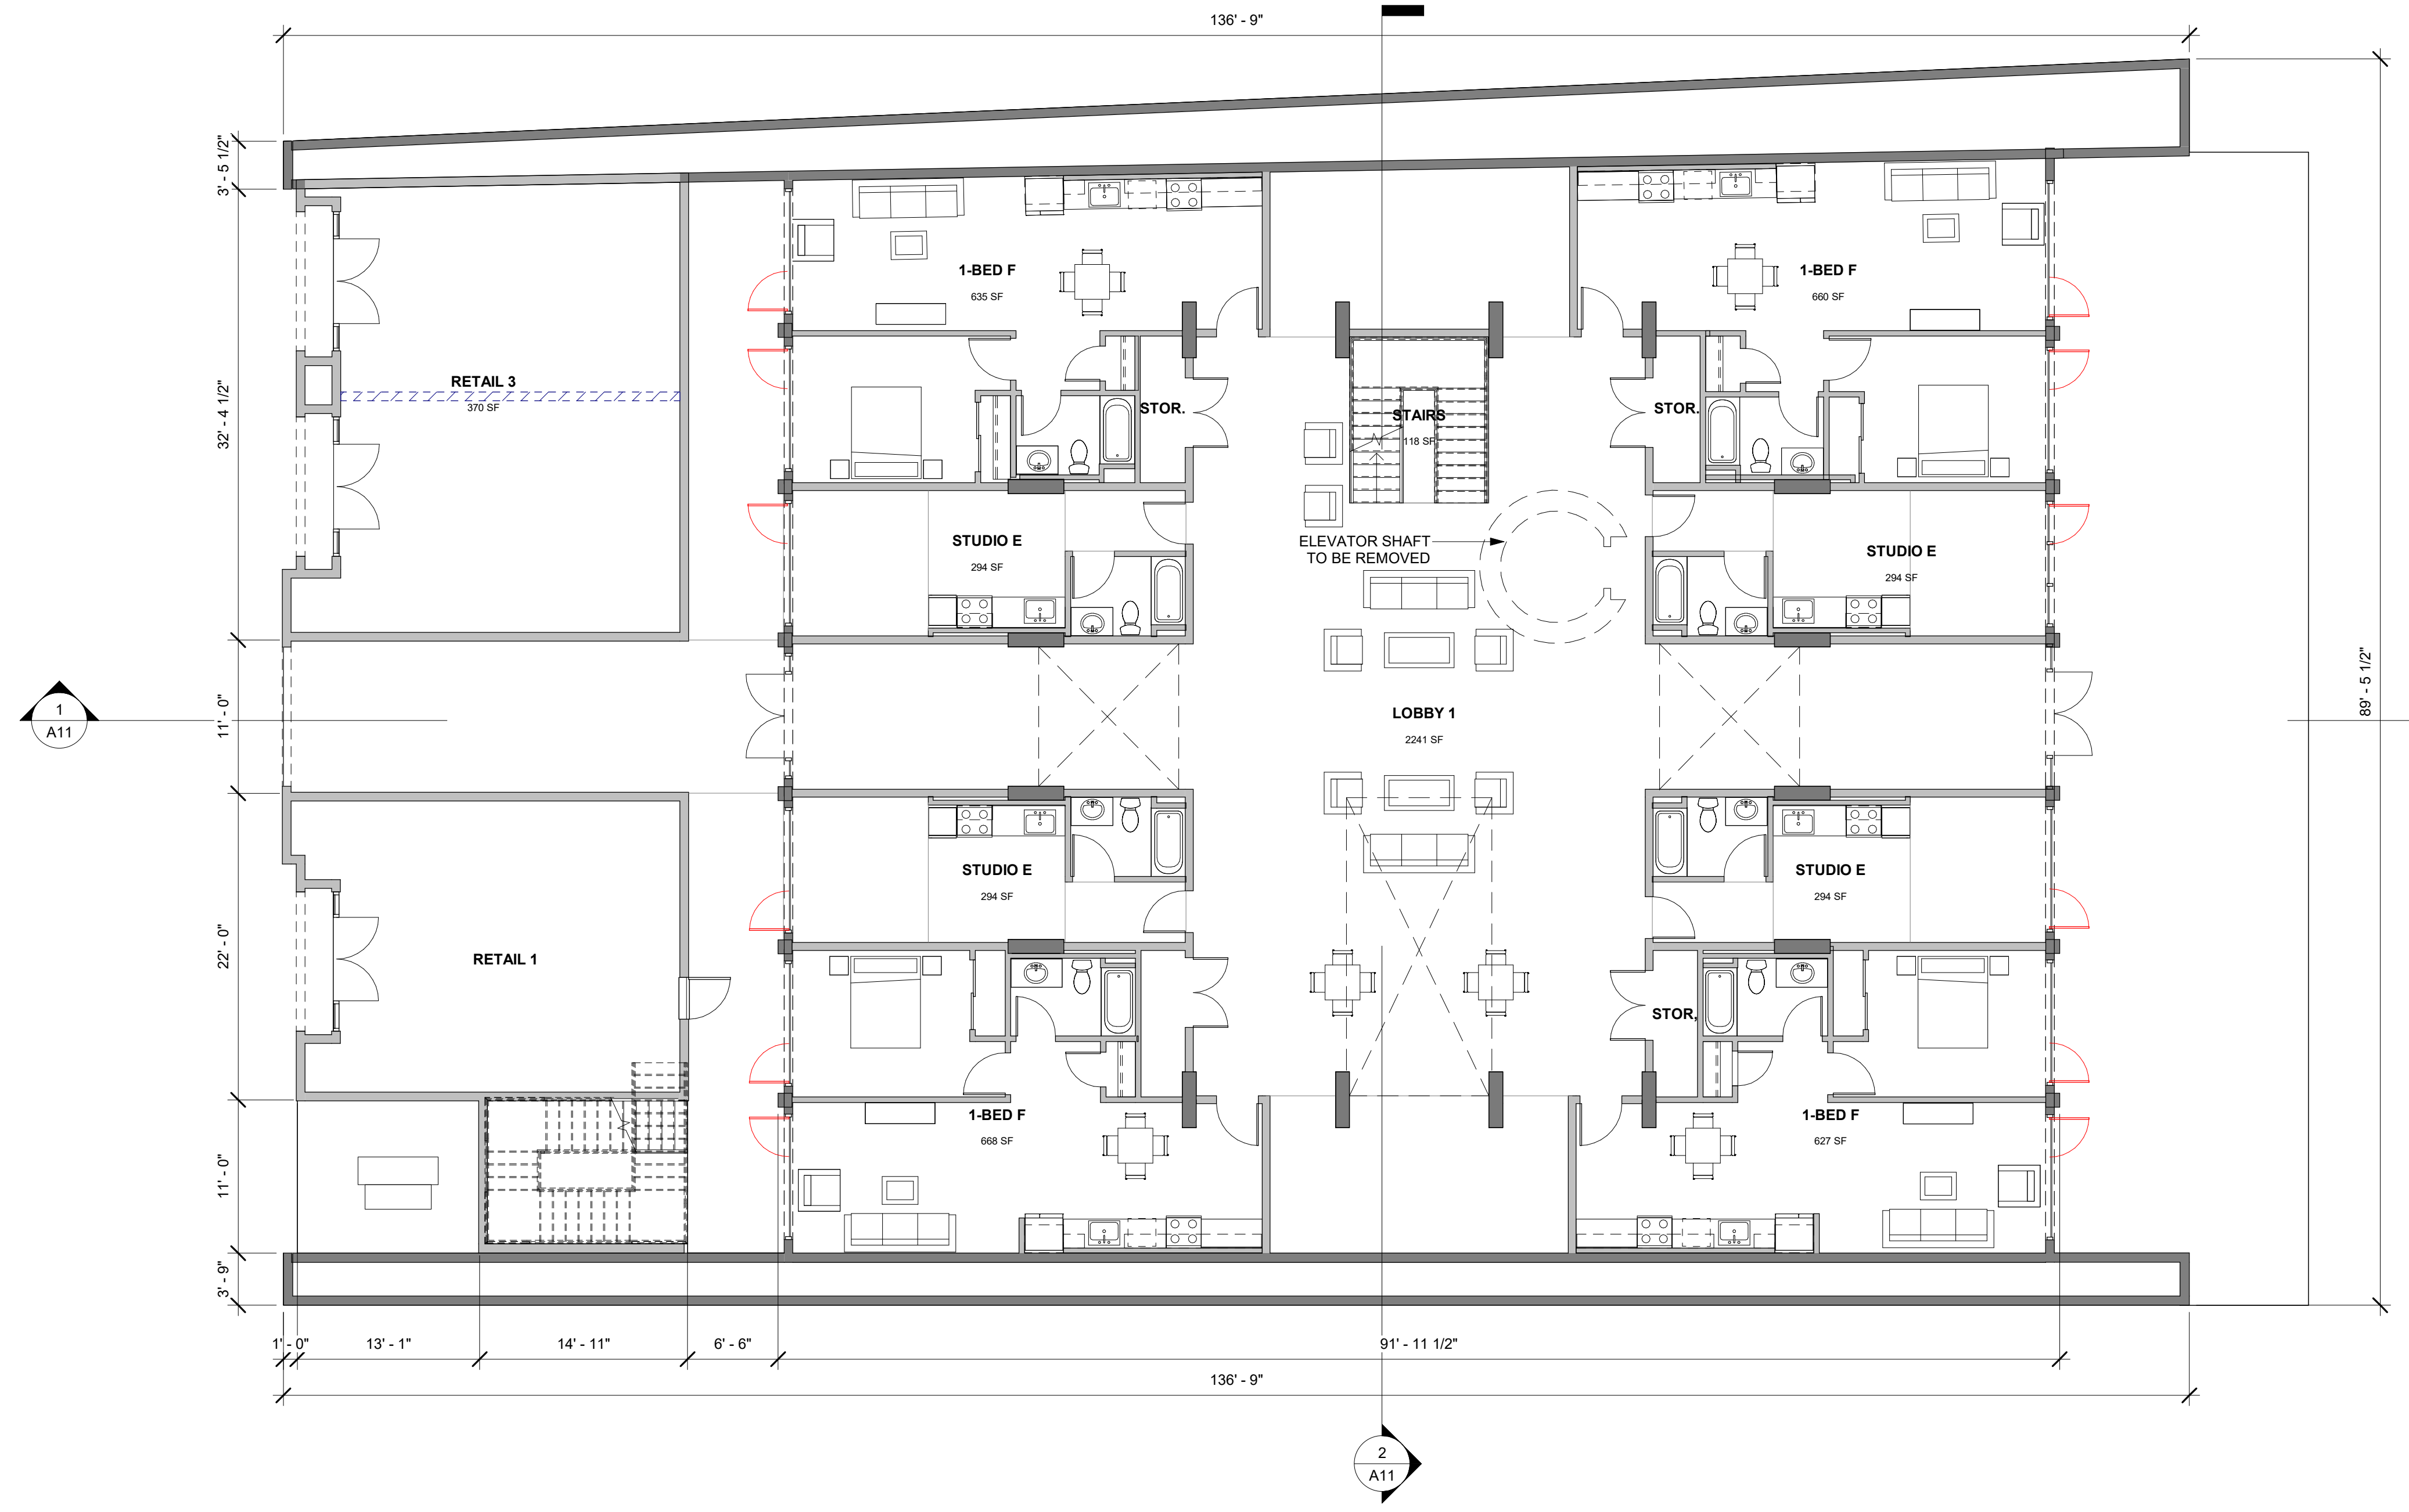 136' - 9"
3' - 5 1/2"
32' - 4 1/2"
11' - 0"
22' - 0"
11' - 0"
3' - 9"
89' - 5 1/2"
1-BED F
635 SF
1-BED F
660 SF
RETAIL 3
370 SF
STOR.
STAIRS
118 SF
STOR.
STUDIO E
294 SF
ELEVATOR SHAFT
TO BE REMOVED
STUDIO E
294 SF
1
A11
LOBBY 1
2241 SF
STUDIO E
294 SF
STUDIO E
294 SF
RETAIL 1
STOR,
1-BED F
668 SF
1-BED F
627 SF
1' - 0"
13' - 1"
14' - 11"
6' - 6"
91' - 11 1/2"
136' - 9"
2
A11